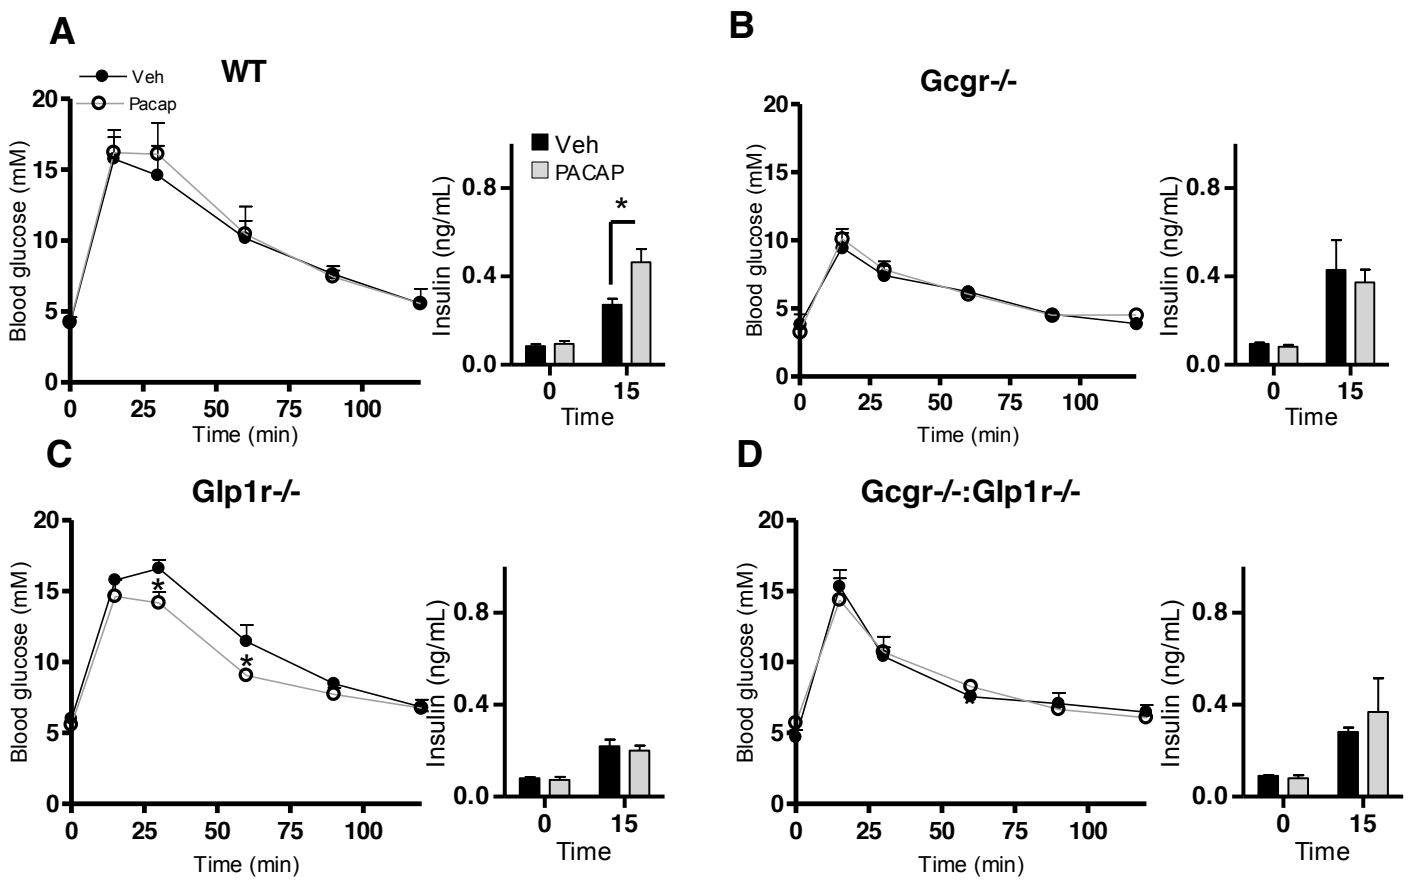 A
WT
Veh
Pacap
20
15
10
5
0
Blood glucose (mM)
0 25 50 75 100
Time (min)
Veh
PACAP
*
0.8
0.4
0.0
Insulin (ng/mL)
0 15
Time
B
Gcgr-/-
20
15
10
5
0
Blood glucose (mM)
0 25 50 75 100
Time (min)
0.8
0.4
0.0
Insulin (ng/mL)
0 15
Time
C
Glp1r-/-
20
15
10
5
0
Blood glucose (mM)
*
*
0 25 50 75 100
Time (min)
0.8
0.4
0.0
Insulin (ng/mL)
0 15
Time
D
Gcgr-/-:Glp1r-/-
20
15
10
5
0
Blood glucose (mM)
*
0 25 50 75 100
Time (min)
0.8
0.4
0.0
Insulin (ng/mL)
0 15
Time